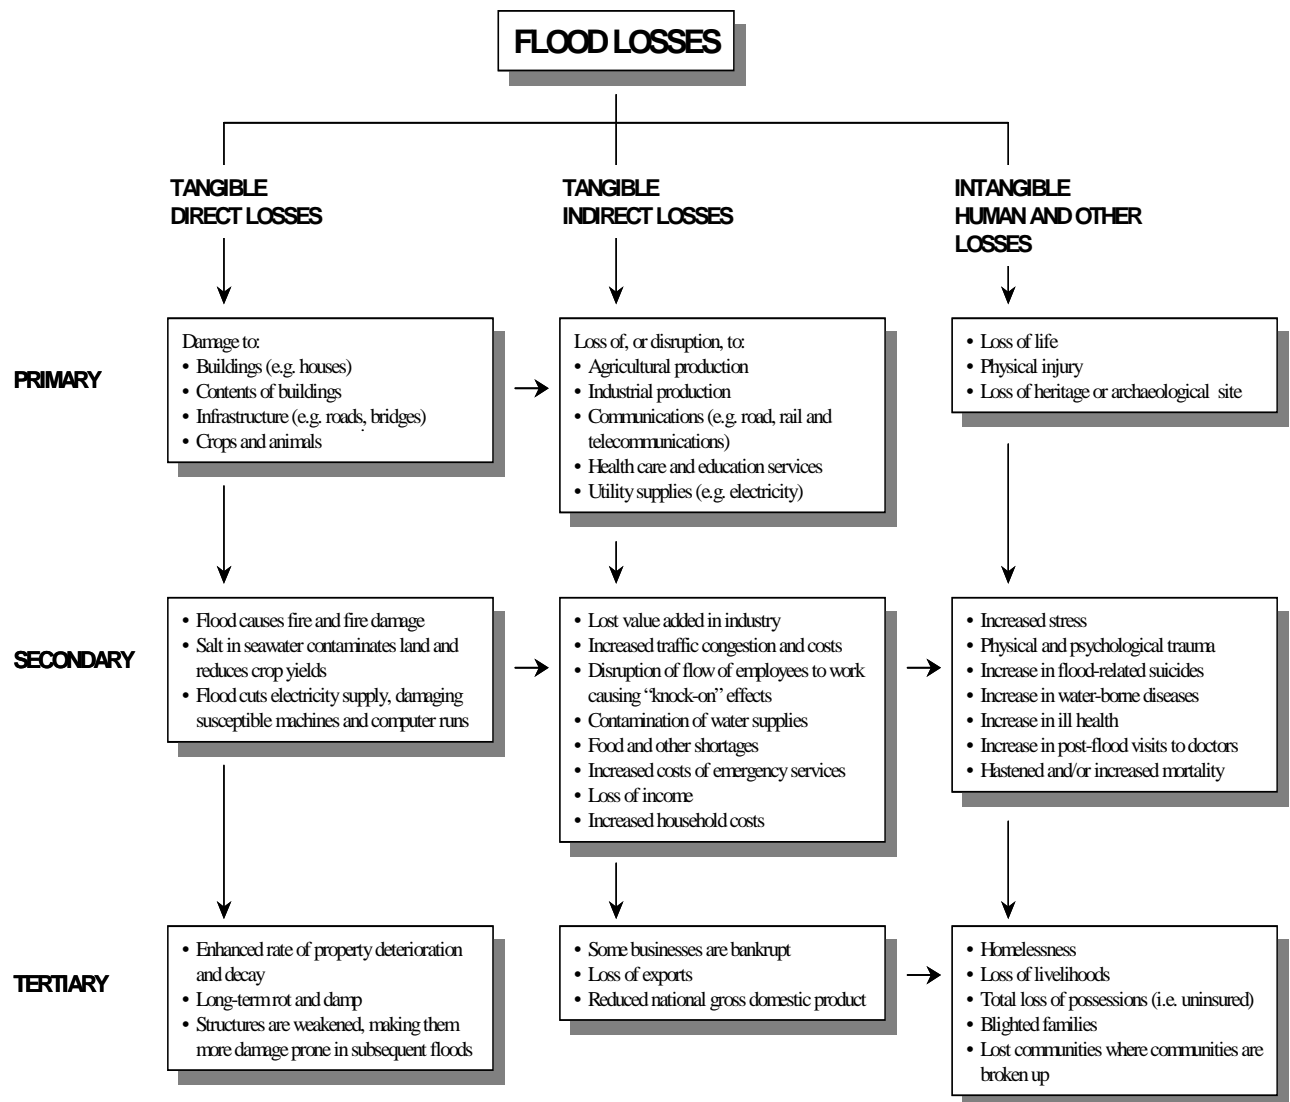 FLOOD LOSSES
TANGIBLE
DIRECT LOSSES
TANGIBLE
INDIRECT LOSSES
INTANGIBLE
HUMAN AND OTHER
LOSSES
PRIMARY
Damage to:
• Buildings (e.g. houses)
• Contents of buildings
• Infrastructure (e.g. roads, bridges)
• Crops and animals
Loss of, or disruption, to:
• Agricultural production
• Industrial production
• Communications (e.g. road, rail and
telecommunications)
• Health care and education services
• Utility supplies (e.g. electricity)
• Loss of life
• Physical injury
• Loss of heritage or archaeological site
SECONDARY
• Flood causes fire and fire damage
• Salt in seawater contaminates land and
reduces crop yields
• Flood cuts electricity supply, damaging
susceptible machines and computer runs
• Lost value added in industry
• Increased traffic congestion and costs
• Disruption of flow of employees to work
causing “knock-on” effects
• Contamination of water supplies
• Food and other shortages
• Increased costs of emergency services
• Loss of income
• Increased household costs
• Increased stress
• Physical and psychological trauma
• Increase in flood-related suicides
• Increase in water-borne diseases
• Increase in ill health
• Increase in post-flood visits to doctors
• Hastened and/or increased mortality
TERTIARY
• Enhanced rate of property deterioration
and decay
• Long-term rot and damp
• Structures are weakened, making them
more damage prone in subsequent floods
• Some businesses are bankrupt
• Loss of exports
• Reduced national gross domestic product
• Homelessness
• Loss of livelihoods
• Total loss of possessions (i.e. uninsured)
• Blighted families
• Lost communities where communities are
broken up